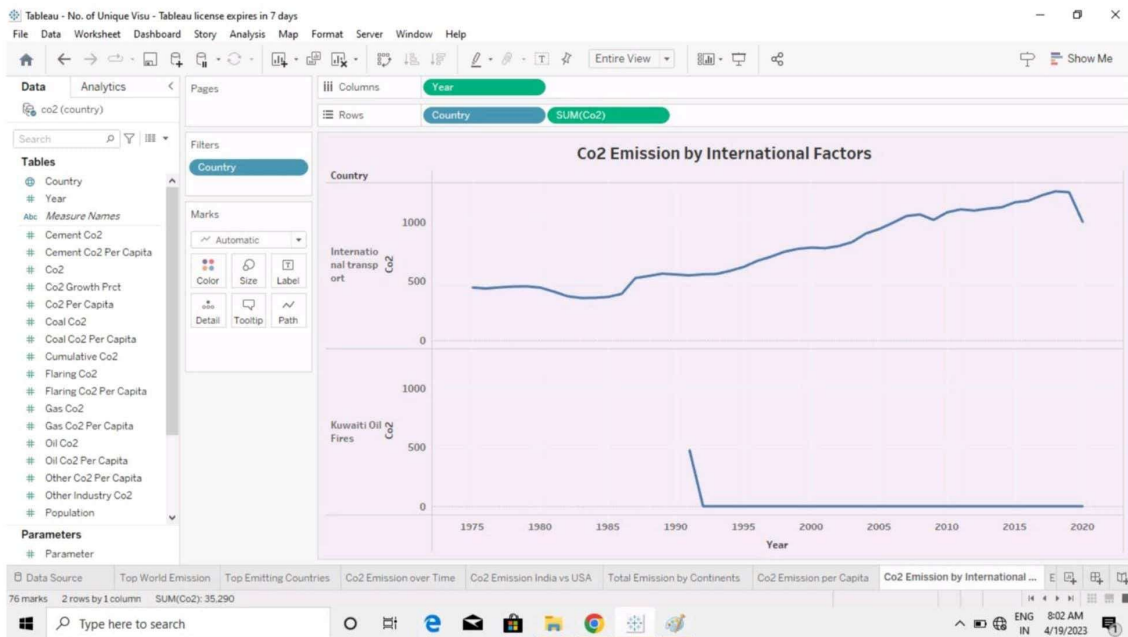 Tableau - No. of Unique Visu - Tableau license expires in 7 days
File Data Worksheet Dashboard Story Analysis Map Format Server Window Help
Entire View
Show Me
Data Analytics
co2 (country)
Search
Tables
Country
Year
Abc Measure Names
Cement Co2
Cement Co2 Per Capita
Co2
Co2 Growth Prct
Co2 Per Capita
Coal Co2
Coal Co2 Per Capita
Cumulative Co2
Flaring Co2
Flaring Co2 Per Capita
Gas Co2
Gas Co2 Per Capita
Oil Co2
Oil Co2 Per Capita
Other Co2 Per Capita
Other Industry Co2
Population
Parameters
Parameter
Pages
Filters
Country
Marks
Automatic
Color Size Label
Detail Tooltip Path
Columns Year
Rows Country SUM(Co2)
Co2 Emission by International Factors
Country
Internatio
nal transp
ort
Co2
1000
500
0
Kuwaiti Oil
Fires
Co2
1000
500
0
1975 1980 1985 1990 1995 2000 2005 2010 2015 2020
Year
Data Source Top World Emission Top Emitting Countries Co2 Emission over Time Co2 Emission India vs USA Total Emission by Continents Co2 Emission per Capita Co2 Emission by International ... E
76 marks 2 rows by 1 column SUM(Co2): 35,290
Type here to search
ENG
IN
8:02 AM
4/19/2023